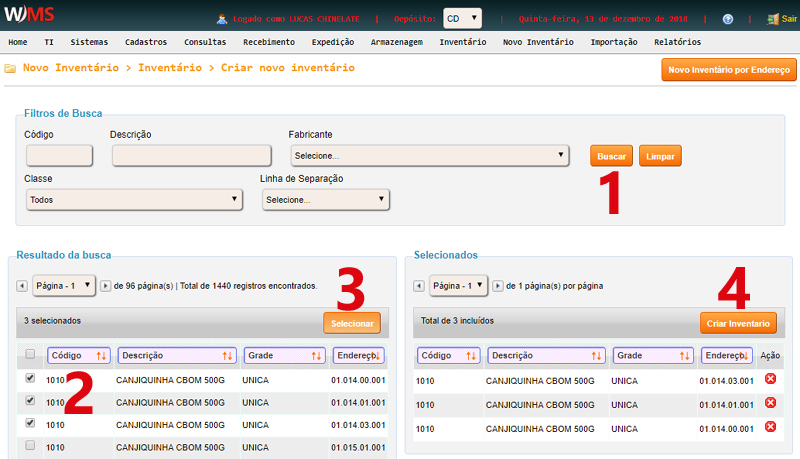 WMS
Logado como LUCAS CHINELATE | Depósito: CD | Quinta-feira, 13 de dezembro de 2018 | Sair
Home TI Sistemas Cadastros Consultas Recebimento Expedição Armazenagem Inventário Novo Inventário Importação Relatórios
Novo Inventário > Inventário > Criar novo inventário
Novo Inventário por Endereço
Filtros de Busca
Código Descrição Fabricante
Selecione... Buscar Limpar
1
Classe Linha de Separação
Todos Selecione...
Resultado da busca
Página - 1 de 96 página(s) | Total de 1440 registros encontrados.
3
3 selecionados Selecionar
Código Descrição Grade Endereço
1010 CANJIQUINHA CBOM 500G UNICA 01.014.00.001
2
1010 CANJIQUINHA CBOM 500G UNICA 01.014.01.001
1010 CANJIQUINHA CBOM 500G UNICA 01.014.03.001
1010 CANJIQUINHA CBOM 500G UNICA 01.015.01.001
Selecionados
Página - 1 de 1 página(s) por página
4
Total de 3 incluídos Criar Inventario
Código Descrição Grade Endereço Ação
1010 CANJIQUINHA CBOM 500G UNICA 01.014.03.001
1010 CANJIQUINHA CBOM 500G UNICA 01.014.01.001
1010 CANJIQUINHA CBOM 500G UNICA 01.014.00.001